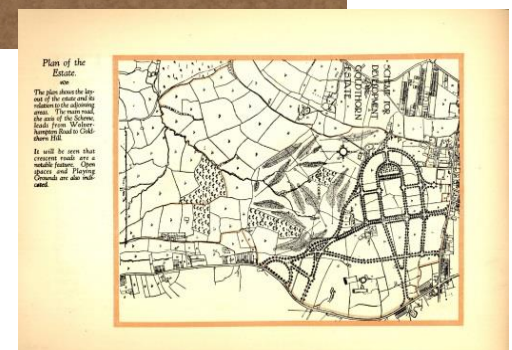 Plan of the
Estate.
The plan shows the lay-
out of the estate and its
relation to the adjoining
areas. The main road,
the axis of the Scheme,
leads from Wolver-
hampton Road to Gold-
thorn Hill.
It will be seen that
crescent roads are a
notable feature. Open
spaces and Playing
Grounds are also indi-
cated.
SCHEME FOR
DEVELOPMENT
GOLDTHORN
ESTATE